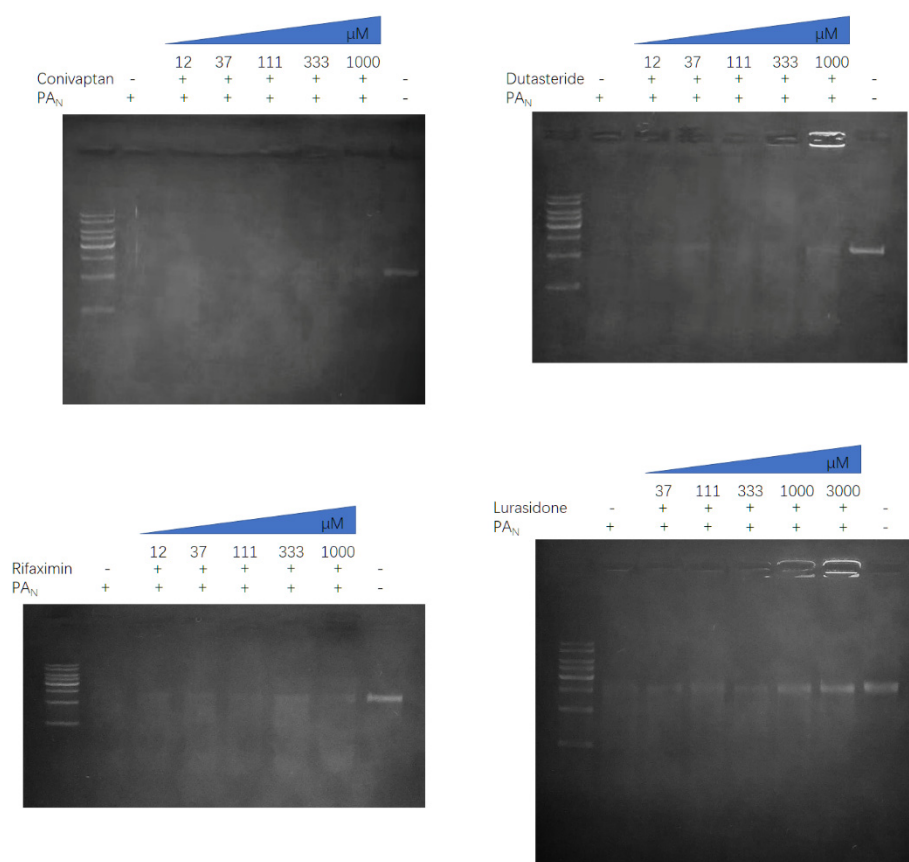 μM
12 37 111 333 1000
Conivaptan - + + + + + -
PAN + + + + + + -
μM
12 37 111 333 1000
Dutasteride - + + + + + -
PAN + + + + + + -
μM
12 37 111 333 1000
Rifaximin - + + + + + -
PAN + + + + + + -
μM
37 111 333 1000 3000
Lurasidone - + + + + + -
PAN + + + + + + -